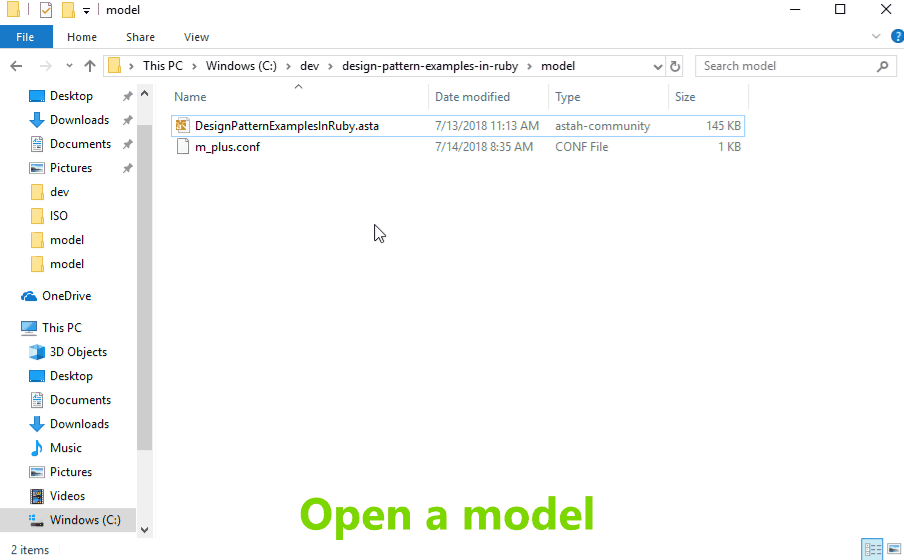 model
File Home Share View
This PC Windows (C:) dev design-pattern-examples-in-ruby model
Search model
Name Date modified Type Size
DesignPatternExamplesInRuby.asta 7/13/2018 11:13 AM astah-community 145 KB
m_plus.conf 7/14/2018 8:35 AM CONF File 1 KB
Desktop
Downloads
Documents
Pictures
dev
ISO
model
model
OneDrive
This PC
3D Objects
Desktop
Documents
Downloads
Music
Pictures
Videos
Windows (C:)
Open a model
2 items